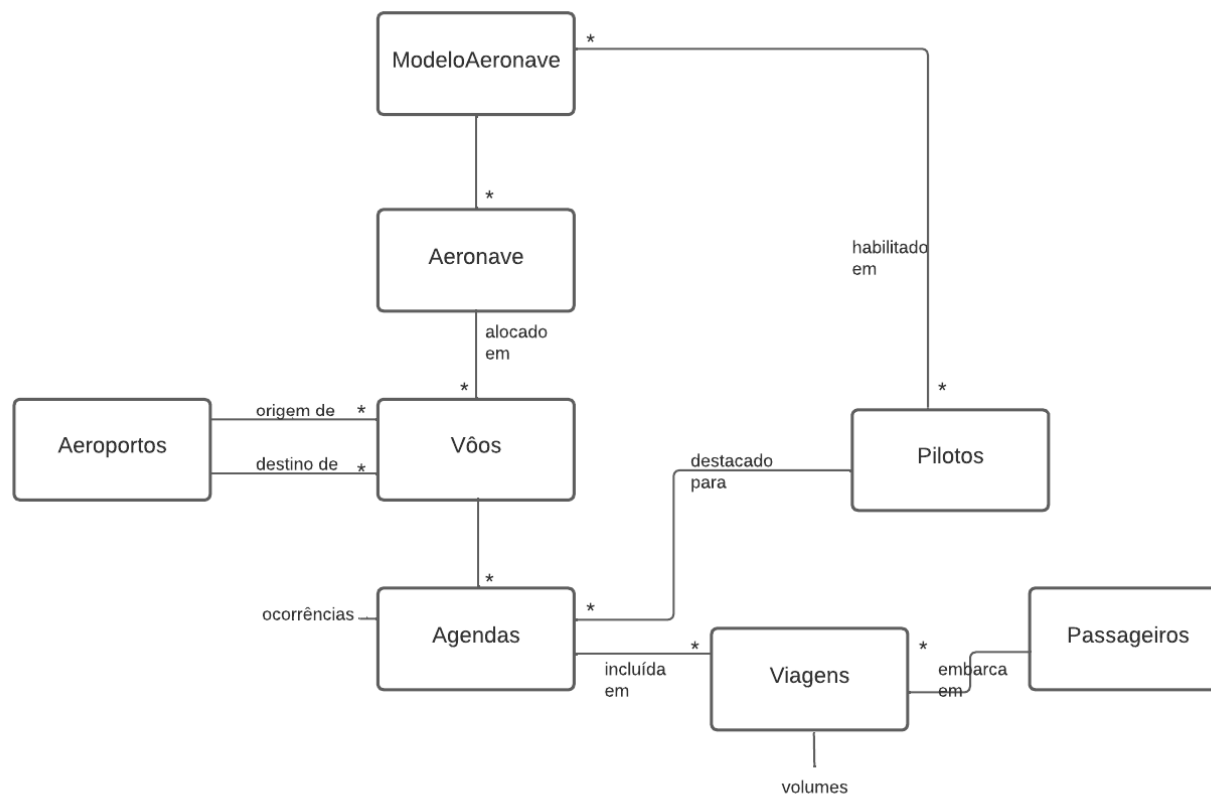 ModeloAeronave
*
*
Aeronave
habilitado
em
alocado
em
*
*
Aeroportos
origem de
*
destino de
*
Vôos
destacado
para
Pilotos
*
ocorrências
Agendas
*
incluída
em
*
Viagens
*
embarca
em
Passageiros
volumes